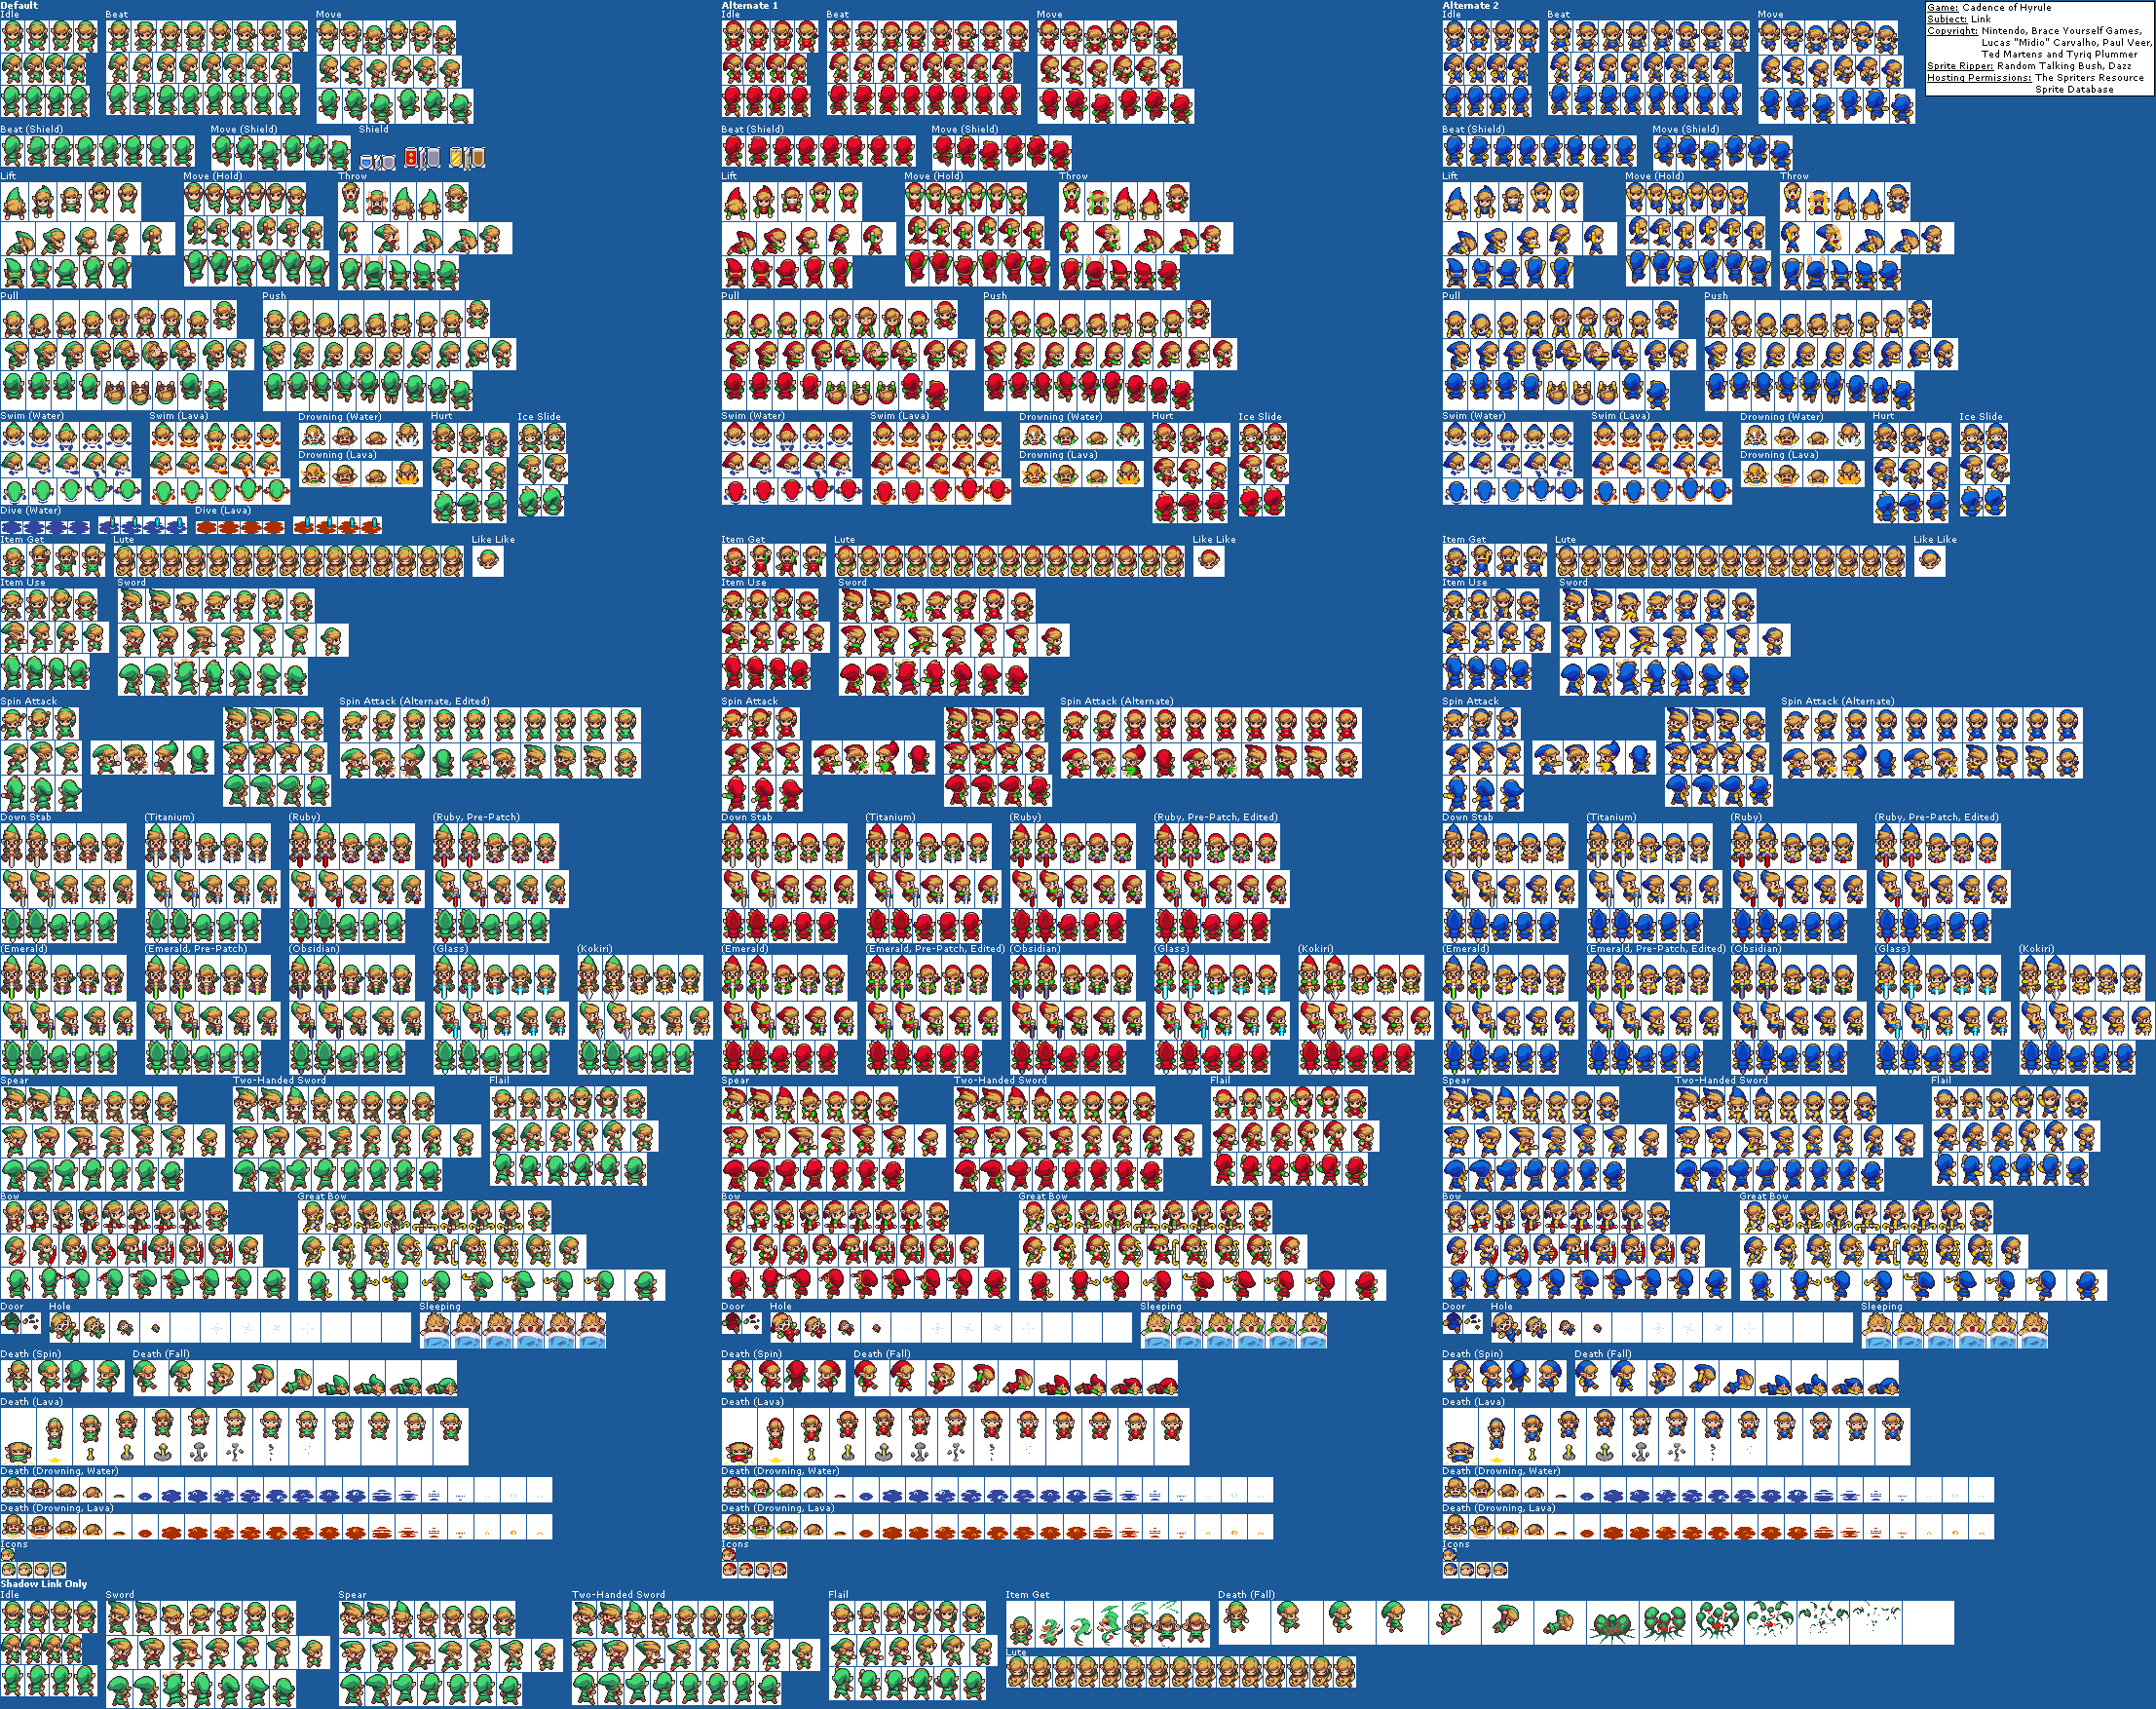 Default
Idle Beat Move
Beat (Shield) Move (Shield) Shield
Lift Move (Hold) Throw
Pull Push
Swim (Water) Swim (Lava) Drowning (Water) Hurt Ice Slide
Drowning (Lava)
Dive (Water) Dive (Lava)
Item Get Lute Like Like
Item Use Sword
Spin Attack Spin Attack (Alternate, Edited)
Down Stab (Titanium) (Ruby) (Ruby, Pre-Patch)
(Emerald) (Emerald, Pre-Patch) (Obsidian) (Glass) (Kokiri)
Spear Two-Handed Sword Flail
Bow Great Bow
Door Hole Sleeping
Death (Spin) Death (Fall)
Death (Lava)
Death (Drowning, Water)
Death (Drowning, Lava)
Icons
Alternate 1
Idle Beat Move
Beat (Shield) Move (Shield)
Lift Move (Hold) Throw
Pull Push
Swim (Water) Swim (Lava) Drowning (Water) Hurt Ice Slide
Drowning (Lava)
Item Get Lute Like Like
Item Use Sword
Spin Attack Spin Attack (Alternate)
Down Stab (Titanium) (Ruby) (Ruby, Pre-Patch, Edited)
(Emerald) (Emerald, Pre-Patch, Edited) (Obsidian) (Glass) (Kokiri)
Spear Two-Handed Sword Flail
Bow Great Bow
Door Hole Sleeping
Death (Spin) Death (Fall)
Death (Lava)
Death (Drowning, Water)
Death (Drowning, Lava)
Icons
Alternate 2
Idle Beat Move
Beat (Shield) Move (Shield)
Lift Move (Hold) Throw
Pull Push
Swim (Water) Swim (Lava) Drowning (Water) Hurt Ice Slide
Drowning (Lava)
Item Get Lute Like Like
Item Use Sword
Spin Attack Spin Attack (Alternate)
Down Stab (Titanium) (Ruby) (Ruby, Pre-Patch, Edited)
(Emerald) (Emerald, Pre-Patch, Edited) (Obsidian) (Glass) (Kokiri)
Spear Two-Handed Sword Flail
Bow Great Bow
Door Hole Sleeping
Death (Spin) Death (Fall)
Death (Lava)
Death (Drowning, Water)
Death (Drowning, Lava)
Icons
Game: Cadence of Hyrule
Subject: Link
Copyright: Nintendo, Brace Yourself Games,
Lucas "Midio" Carvalho, Paul Veer,
Ted Martens and Tyriq Plummer
Sprite Ripper: Random Talking Bush, Dazz
Hosting Permissions: The Spriters Resource
Sprite Database
Shadow Link Only
Idle Sword Spear Two-Handed Sword Flail Item Get Death (Fall)
Lute